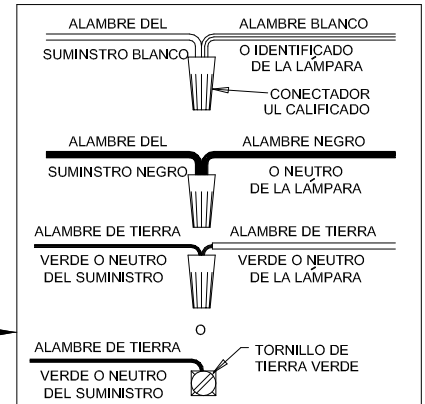 ALAMBRE DEL ALAMBRE BLANCO
SUMINSTRO BLANCO O IDENTIFICADO
DE LA LÁMPARA
CONECTADOR
UL CALIFICADO
ALAMBRE DEL ALAMBRE NEGRO
SUMINSTRO NEGRO O NEUTRO
DE LA LÁMPARA
ALAMBRE DE TIERRA ALAMBRE DE TIERRA
VERDE O NEUTRO VERDE O NEUTRO
DEL SUMINISTRO DE LA LÁMPARA
O
ALAMBRE DE TIERRA TORNILLO DE
TIERRA VERDE
VERDE O NEUTRO
DEL SUMINISTRO